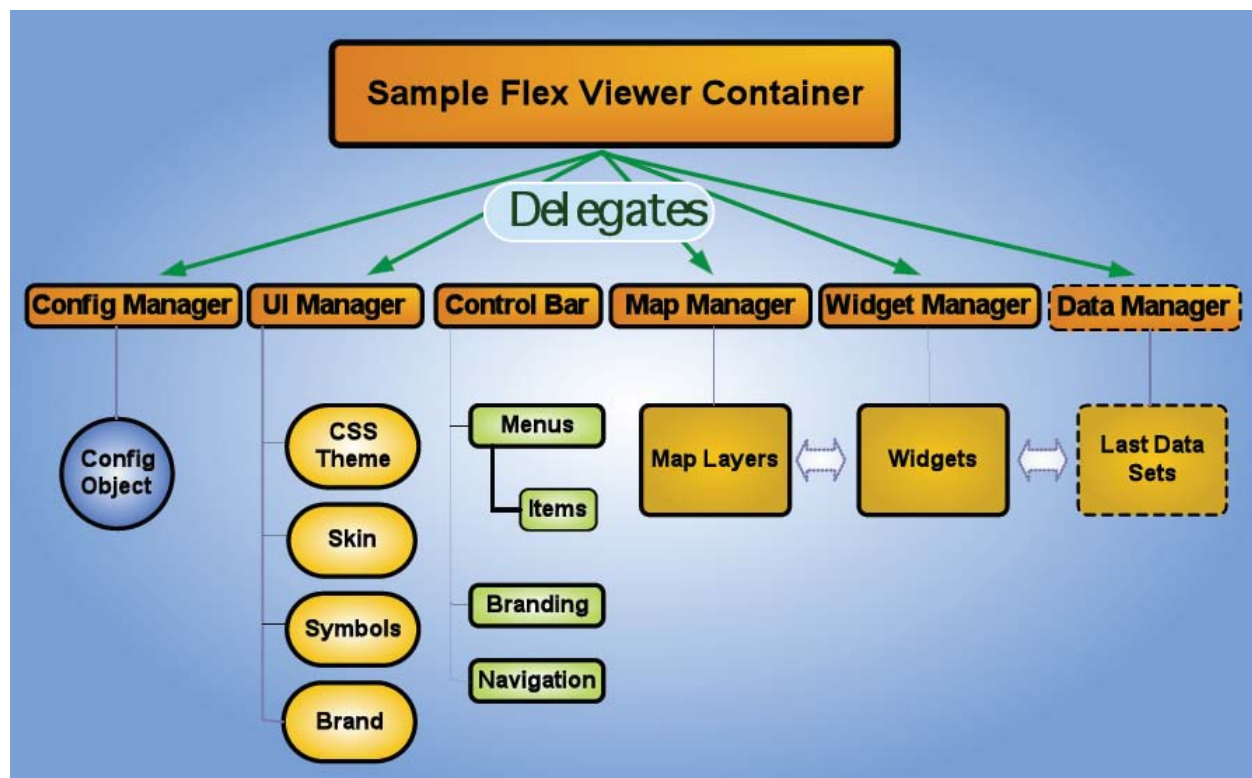 Sample Flex Viewer Container
Delegates
Config Manager
UI Manager
Control Bar
Map Manager
Widget Manager
Data Manager
Config
Object
CSS
Theme
Skin
Symbols
Brand
Menus
Items
Branding
Navigation
Map Layers
Widgets
Last Data
Sets